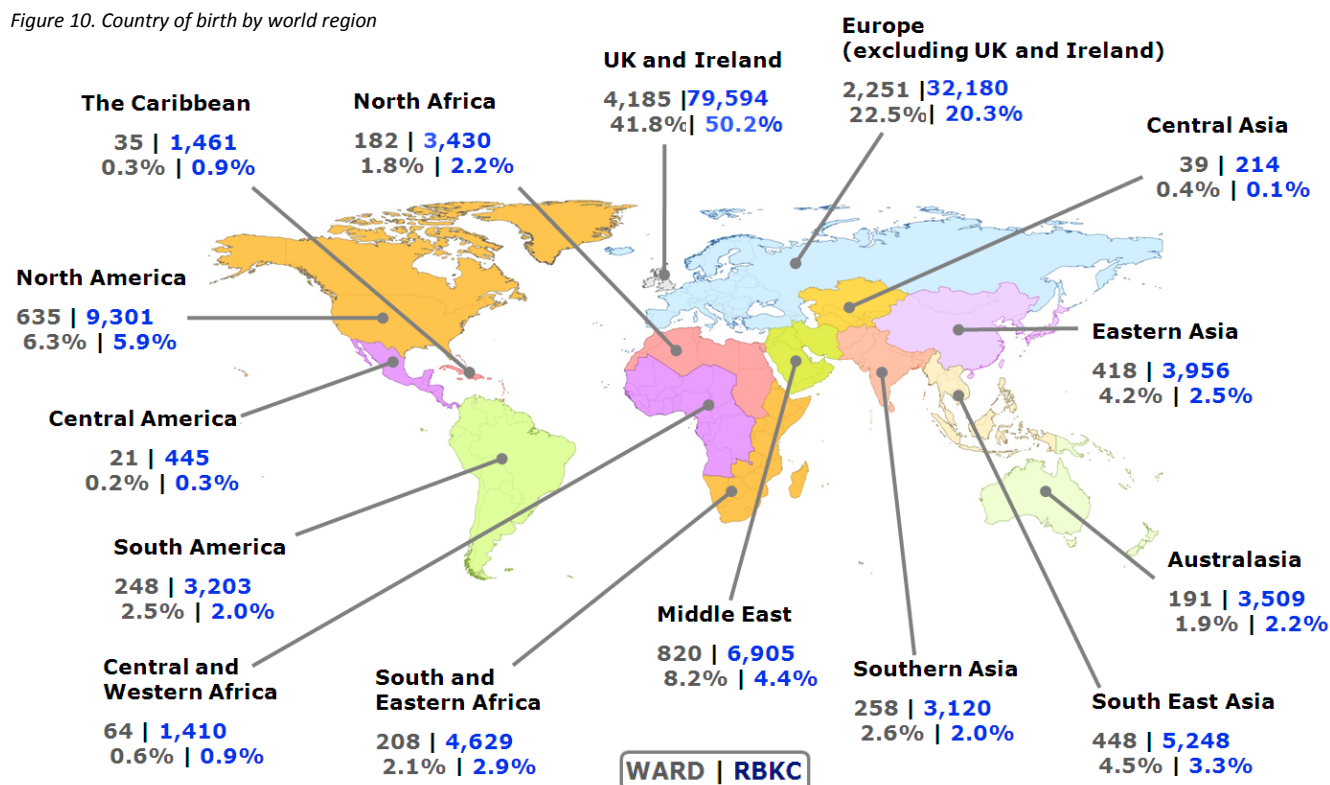 Figure 10. Country of birth by world region
Europe
(excluding UK and Ireland)
2,251 |32,180
22.5%| 20.3%
UK and Ireland
4,185 |79,594
41.8%| 50.2%
The Caribbean
35 | 1,461
0.3% | 0.9%
North Africa
182 | 3,430
1.8% | 2.2%
Central Asia
39 | 214
0.4% | 0.1%
North America
635 | 9,301
6.3% | 5.9%
Eastern Asia
418 | 3,956
4.2% | 2.5%
Central America
21 | 445
0.2% | 0.3%
South America
248 | 3,203
2.5% | 2.0%
Australasia
191 | 3,509
1.9% | 2.2%
Middle East
820 | 6,905
8.2% | 4.4%
Central and
Western Africa
64 | 1,410
0.6% | 0.9%
South and
Eastern Africa
208 | 4,629
2.1% | 2.9%
Southern Asia
258 | 3,120
2.6% | 2.0%
South East Asia
448 | 5,248
4.5% | 3.3%
WARD | RBKC